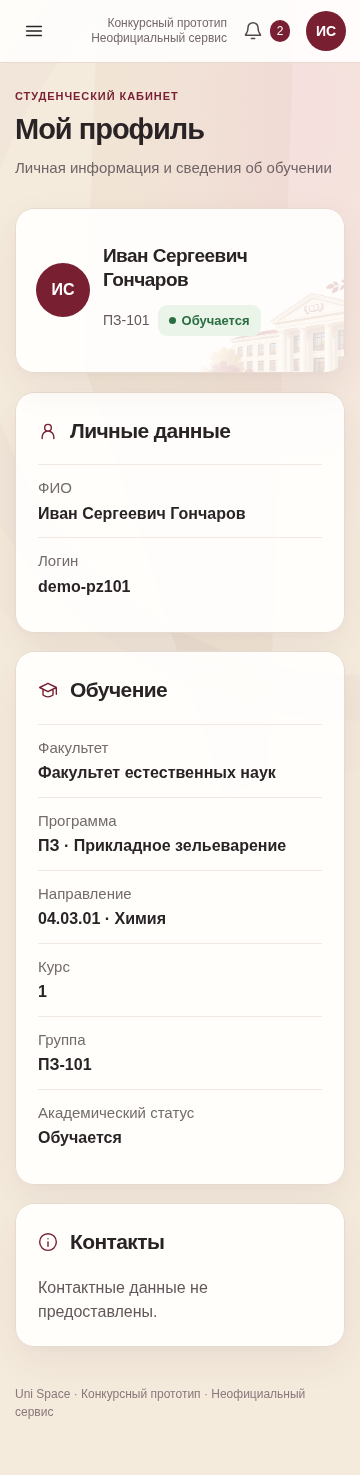 Конкурсный прототип
Неофициальный сервис
2
ИС
СТУДЕНЧЕСКИЙ КАБИНЕТ
Мой профиль
Личная информация и сведения об обучении
ИС
Иван Сергеевич
Гончаров
ПЗ-101
Обучается
Личные данные
ФИО
Иван Сергеевич Гончаров
Логин
demo-pz101
Обучение
Факультет
Факультет естественных наук
Программа
ПЗ · Прикладное зельеварение
Направление
04.03.01 · Химия
Курс
1
Группа
ПЗ-101
Академический статус
Обучается
Контакты
Контактные данные не
предоставлены.
Uni Space · Конкурсный прототип · Неофициальный
сервис